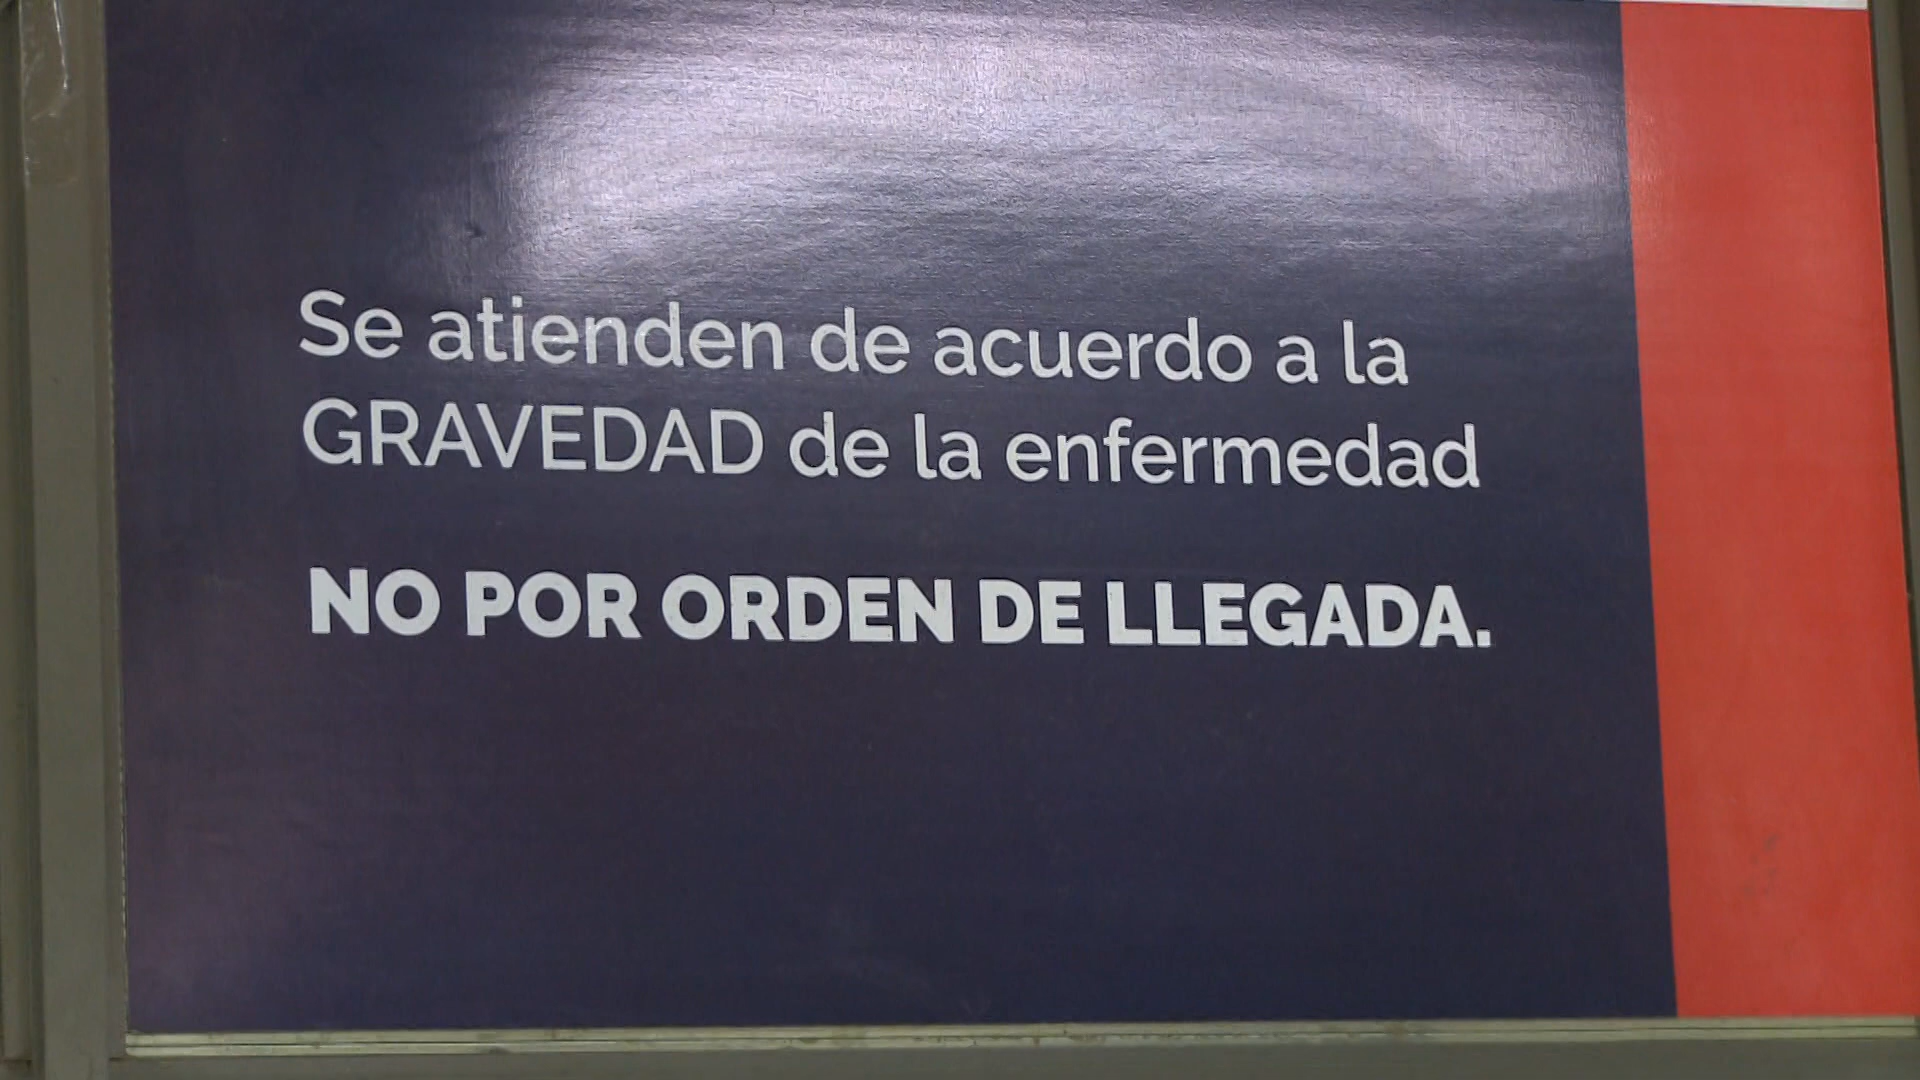 Se atienden de acuerdo a la
GRAVEDAD de la enfermedad
NO POR ORDEN DE LLEGADA.